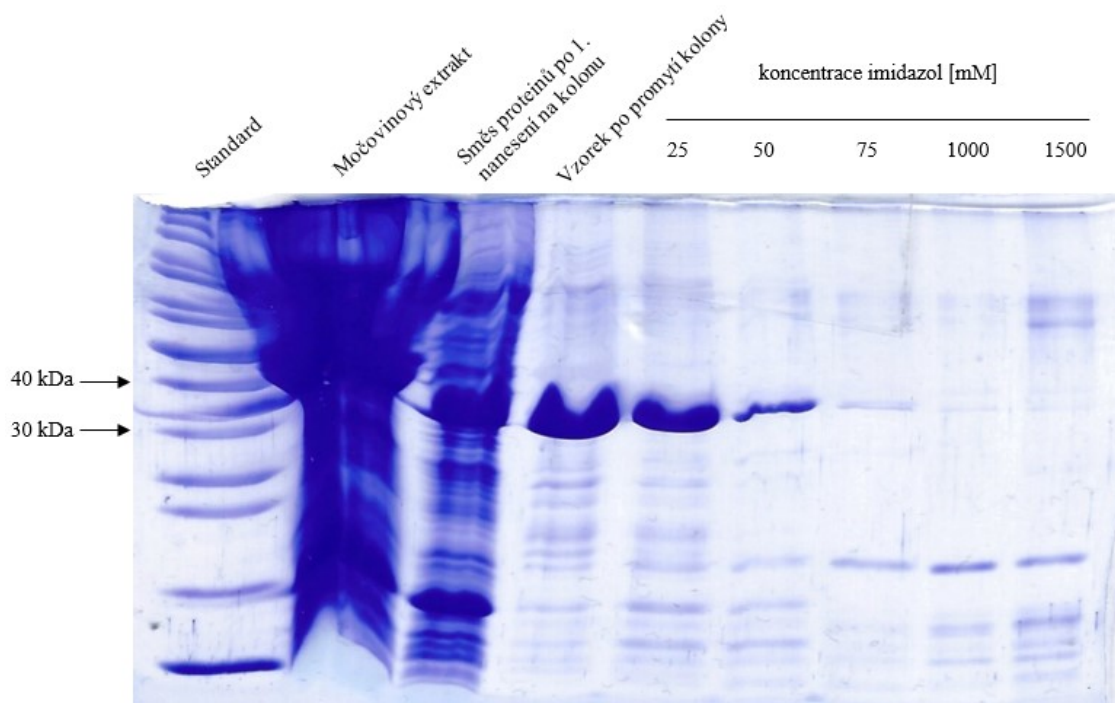 Standard
Močovinový extrakt
Směs proteinů po 1.
nanesení na kolonu
Vzorek po promytí kolony
koncentrace imidazol [mM]
25 50 75 1000 1500
40 kDa
30 kDa